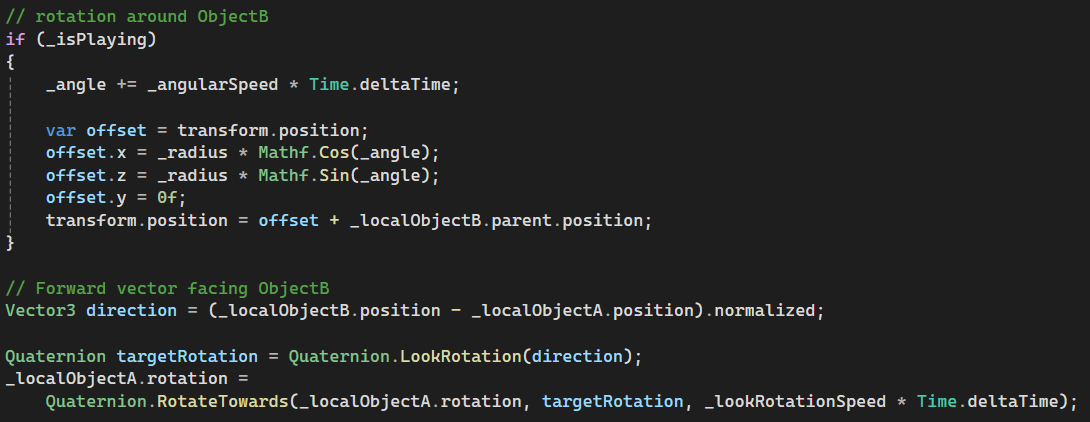 // rotation around ObjectB
if (_isPlaying)
{
    _angle += _angularSpeed * Time.deltaTime;

    var offset = transform.position;
    offset.x = _radius * Mathf.Cos(_angle);
    offset.z = _radius * Mathf.Sin(_angle);
    offset.y = 0f;
    transform.position = offset + _localObjectB.parent.position;
}

// Forward vector facing ObjectB
Vector3 direction = (_localObjectB.position - _localObjectA.position).normalized;

Quaternion targetRotation = Quaternion.LookRotation(direction);
_localObjectA.rotation =
    Quaternion.RotateTowards(_localObjectA.rotation, targetRotation, _lookRotationSpeed * Time.deltaTime);